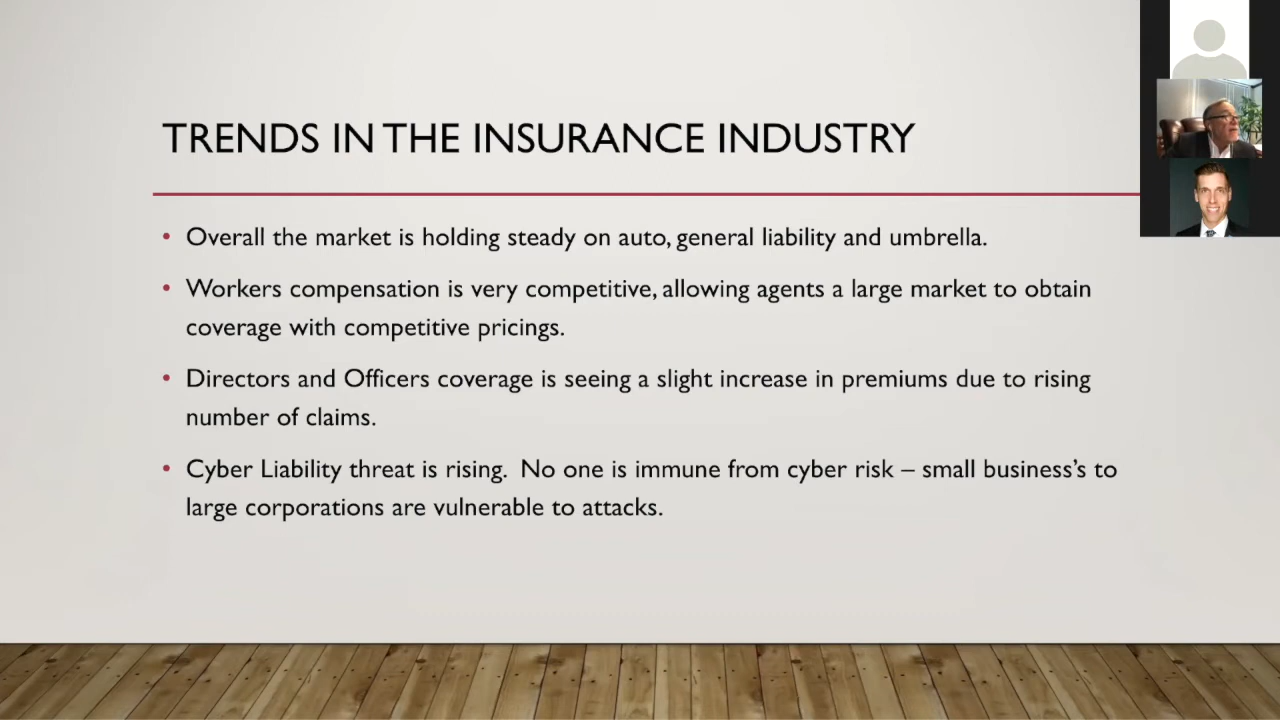 TRENDS IN THE INSURANCE INDUSTRY
• Overall the market is holding steady on auto, general liability and umbrella.
• Workers compensation is very competitive, allowing agents a large market to obtain
coverage with competitive pricings.
• Directors and Officers coverage is seeing a slight increase in premiums due to rising
number of claims.
• Cyber Liability threat is rising.  No one is immune from cyber risk – small business’s to
large corporations are vulnerable to attacks.